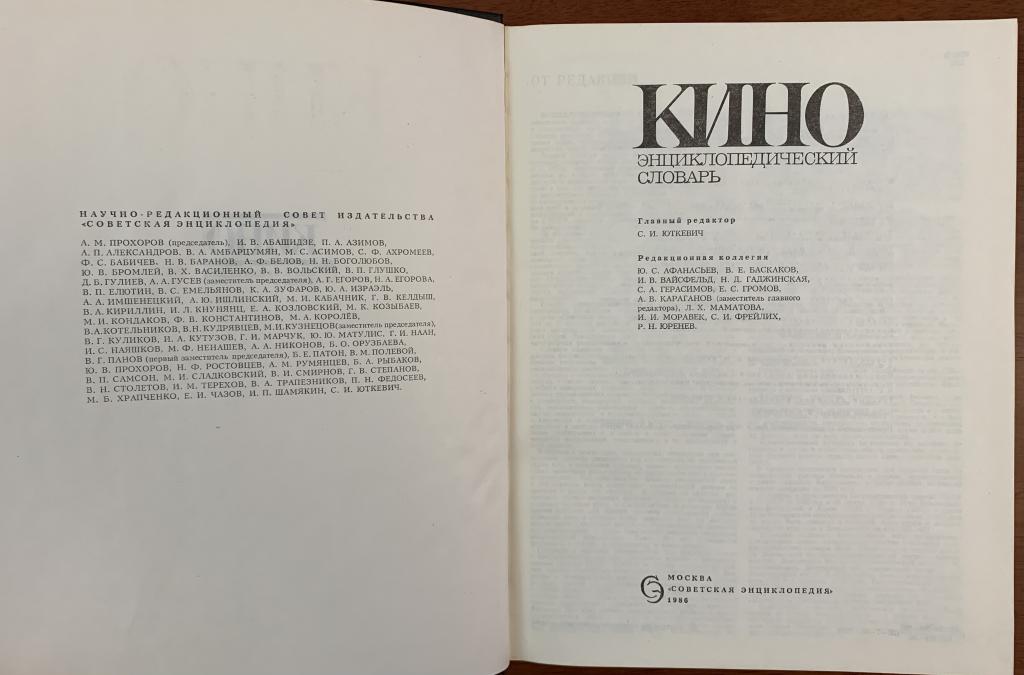 НАУЧНО-РЕДАКЦИОННЫЙ СОВЕТ ИЗДАТЕЛЬСТВА
«СОВЕТСКАЯ ЭНЦИКЛОПЕДИЯ»
А. М. ПРОХОРОВ (председатель), И. В. АБАШИДЗЕ, П. А. АЗИМОВ,
А. П. АЛЕКСАНДРОВ, В. А. АМБАРЦУМЯН, М. С. АСИМОВ, С. Ф. АХРОМЕЕВ,
Ф. С. БАБИЧЕВ, Н. В. БАРАНОВ, А. Ф. БЕЛОВ, Н. Н. БОГОЛЮБОВ,
Ю. В. БРОМЛЕЙ, В. Х. ВАСИЛЕНКО, В. В. ВОЛЬСКИЙ, В. П. ГЛУШКО,
Д. Б. ГУЛИЕВ, А. А. ГУСЕВ (заместитель председателя), А. Г. ЕГОРОВ, Н. А. ЕГОРОВА,
В. П. ЕЛЮТИН, В. С. ЕМЕЛЬЯНОВ, К. А. ЗУФАРОВ, Ю. А. ИЗРАЭЛЬ,
А. А. ИМШЕНЕЦКИЙ, А. Ю. ИШЛИНСКИЙ, М. И. КАБАЧНИК, Г. В. КЕЛДЫШ,
В. А. КИРИЛЛИН, И. Л. КНУНЯНЦ, Е. А. КОЗЛОВСКИЙ, М. К. КОЗЫБАЕВ,
М. И. КОНДАКОВ, Ф. В. КОНСТАНТИНОВ, М. А. КОРОЛЁВ,
В. А. КОТЕЛЬНИКОВ, В. Н. КУДРЯВЦЕВ, М. И. КУЗНЕЦОВ (заместитель председателя),
В. Г. КУЛИКОВ, И. А. КУТУЗОВ, Г. И. МАРЧУК, Ю. Ю. МАТУЛИС, Г. И. НААН,
И. С. НАЯШКОВ, М. Ф. НЕНАШЕВ, А. А. НИКОНОВ, Б. О. ОРУЗБАЕВА,
В. Г. ПАНОВ (первый заместитель председателя), Б. Е. ПАТОН, В. М. ПОЛЕВОЙ,
Ю. В. ПРОХОРОВ, Н. Ф. РОСТОВЦЕВ, А. М. РУМЯНЦЕВ, Б. А. РЫБАКОВ,
В. П. САМСОН, М. И. СЛАДКОВСКИЙ, В. И. СМИРНОВ, Г. В. СТЕПАНОВ,
В. Н. СТОЛЕТОВ, И. М. ТЕРЕХОВ, В. А. ТРАПЕЗНИКОВ, П. Н. ФЕДОСЕЕВ,
М. Б. ХРАПЧЕНКО, Е. И. ЧАЗОВ, И. П. ШАМЯКИН, С. И. ЮТКЕВИЧ.
ОТ РЕДАКЦИИ
КИНО
ЭНЦИКЛОПЕДИЧЕСКИЙ
СЛОВАРЬ
Главный редактор
С. И. ЮТКЕВИЧ
Редакционная коллегия
Ю. С. АФАНАСЬЕВ, В. Е. БАСКАКОВ,
И. В. ВАЙСФЕЛЬД, Н. Д. ГАДЖИНСКАЯ,
С. А. ГЕРАСИМОВ, Е. С. ГРОМОВ,
А. В. КАРАГАНОВ (заместитель главного
редактора), Л. Х. МАМАТОВА,
И. И. МОРАВЕК, С. И. ФРЕЙЛИХ,
Р. Н. ЮРЕНЕВ.
МОСКВА
«СОВЕТСКАЯ ЭНЦИКЛОПЕДИЯ»
1986